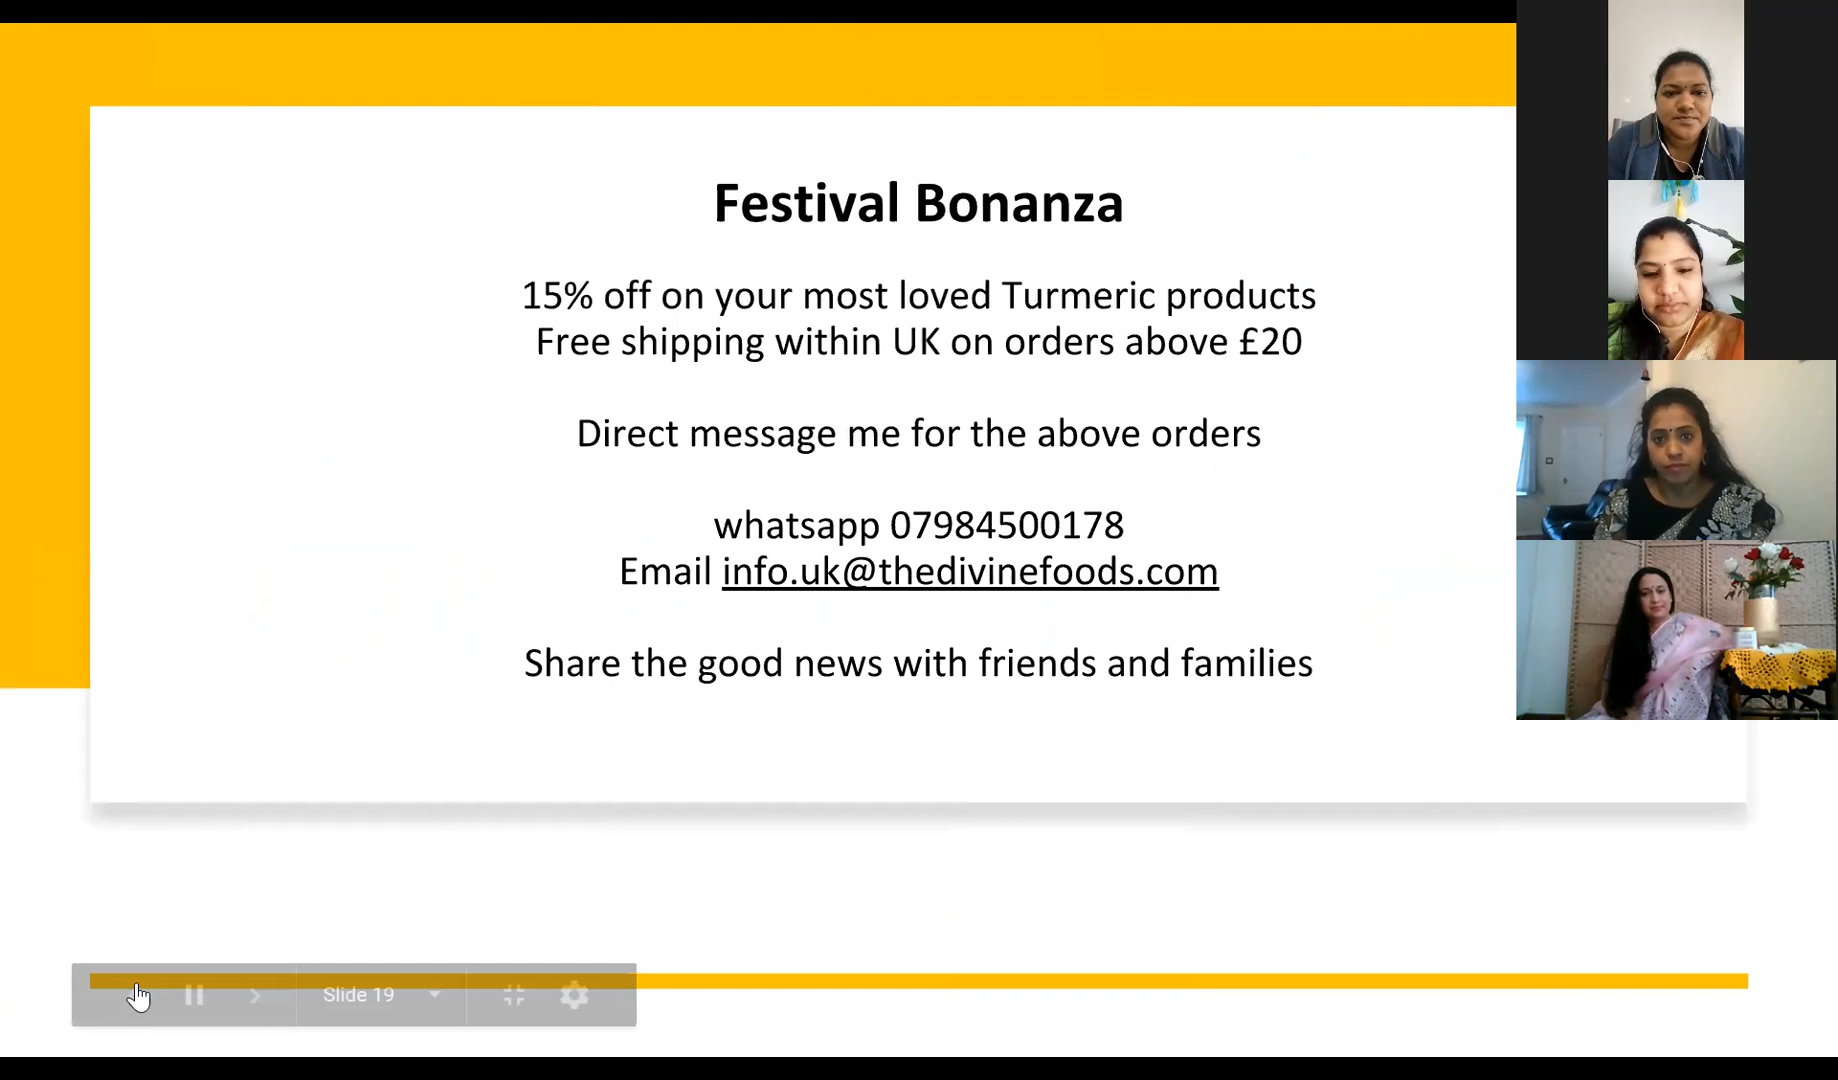 Festival Bonanza
15% off on your most loved Turmeric products
Free shipping within UK on orders above £20
Direct message me for the above orders
whatsapp 07984500178
Email info.uk@thedivinefoods.com
Share the good news with friends and families
Slide 19